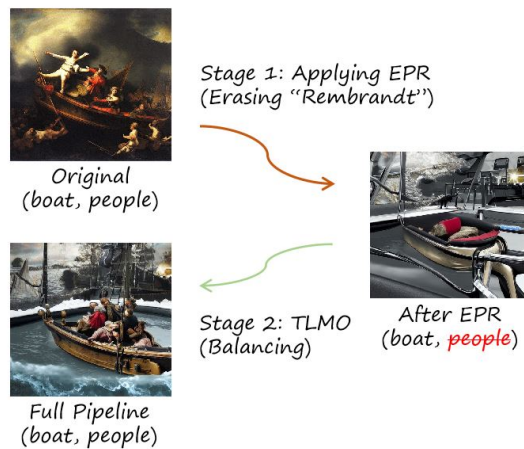 Stage 1: Applying EPR
(Erasing “Rembrandt”)
Original
(boat, people)
After EPR
(boat, people)
Stage 2: TLMO
(Balancing)
Full Pipeline
(boat, people)